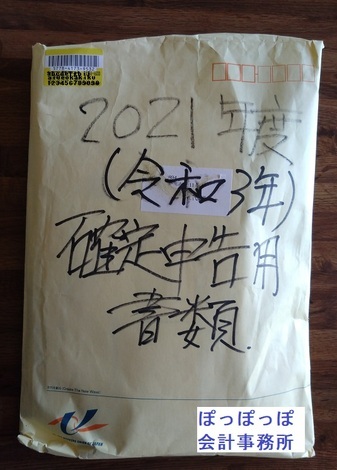 123456789098
2021年度
(令和3年)
確定申告用
書類.
ぽっぽっぽ
会計事務所